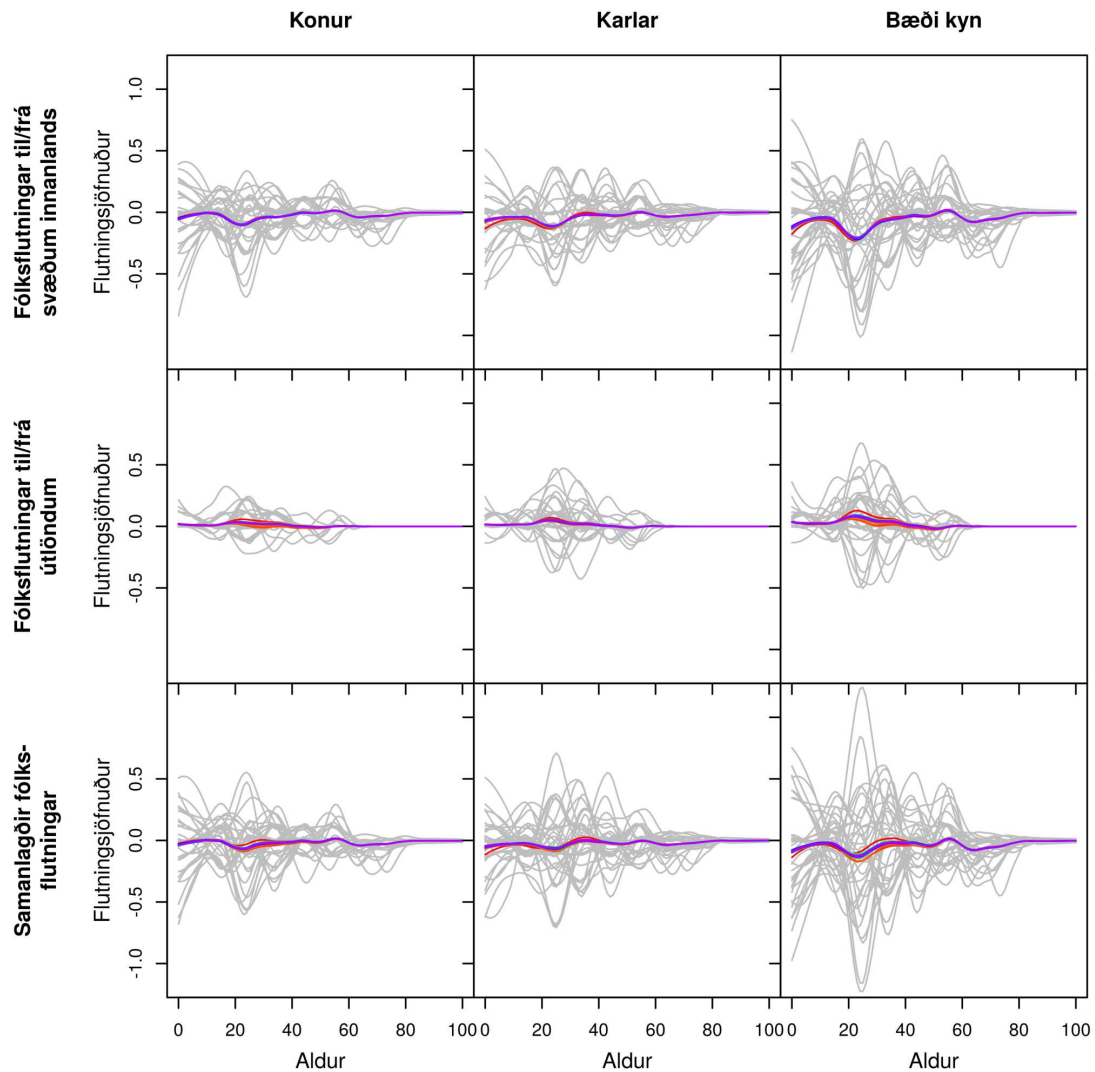 Konur
Karlar
Bæði kyn
Fólksflutningar til/frá
svæðum innanlands
Flutningsjöfnuður
1.0
0.5
0.0
-0.5
Fólksflutningar til/frá
útlöndum
Flutningsjöfnuður
0.5
0.0
-0.5
Samanlagðir fólks-
flutningar
Flutningsjöfnuður
0.5
0.0
-0.5
-1.0
0 20 40 60 80 100
0 20 40 60 80 100
0 20 40 60 80 100
Aldur
Aldur
Aldur